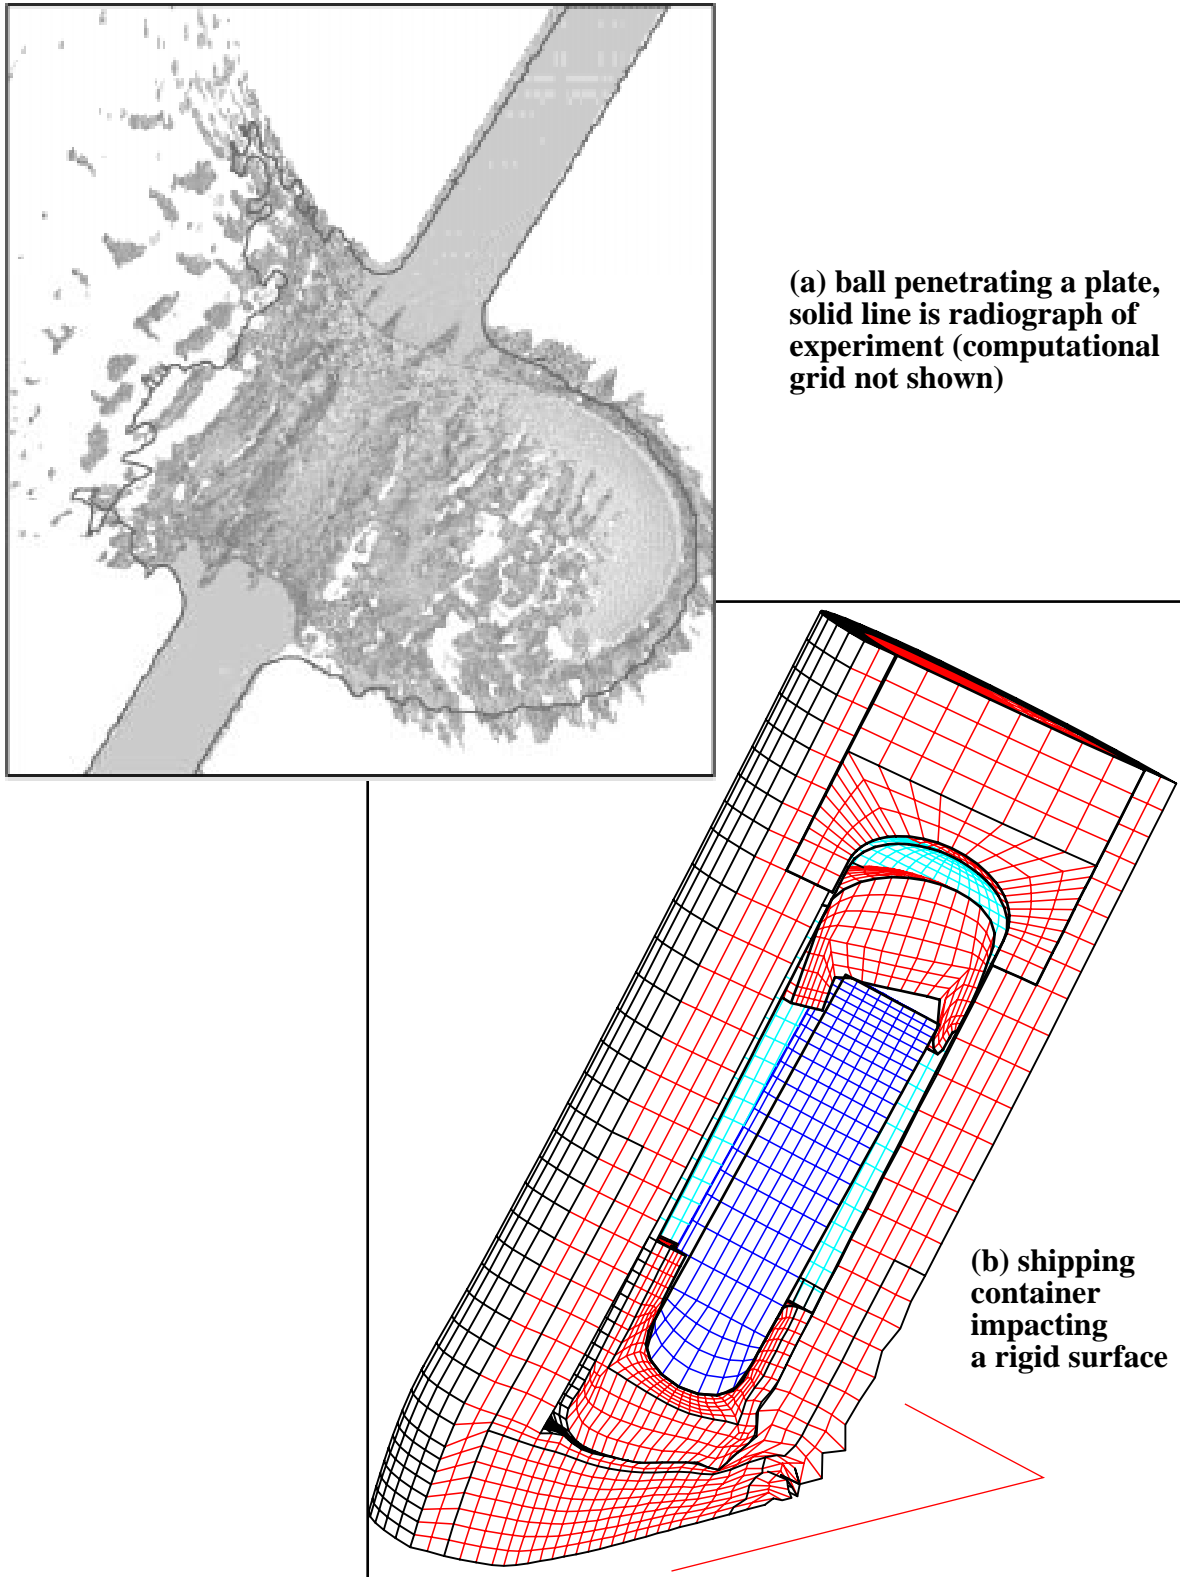 (a) ball penetrating a plate,
solid line is radiograph of
experiment (computational
grid not shown)
(b) shipping
container
impacting
a rigid surface